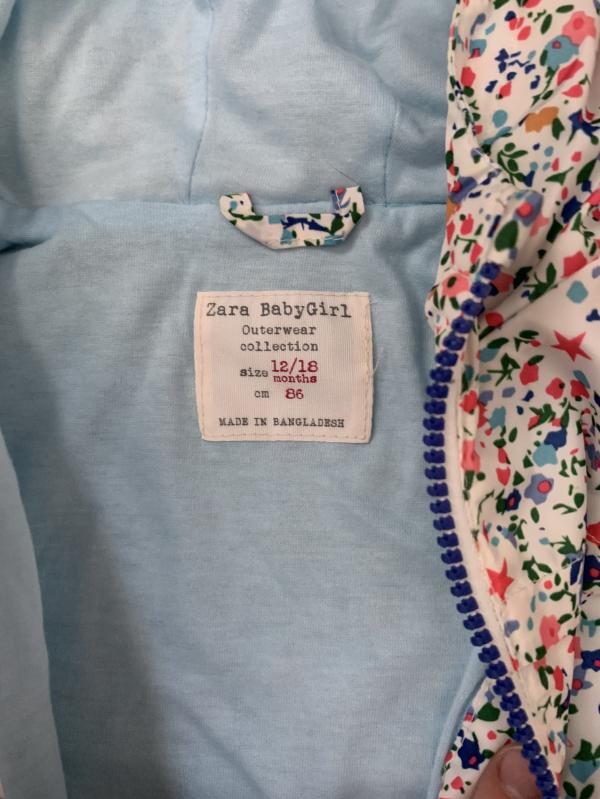 Zara BabyGirl
Outerwear
collection
size 12/18
months
cm 86
MADE IN BANGLADESH